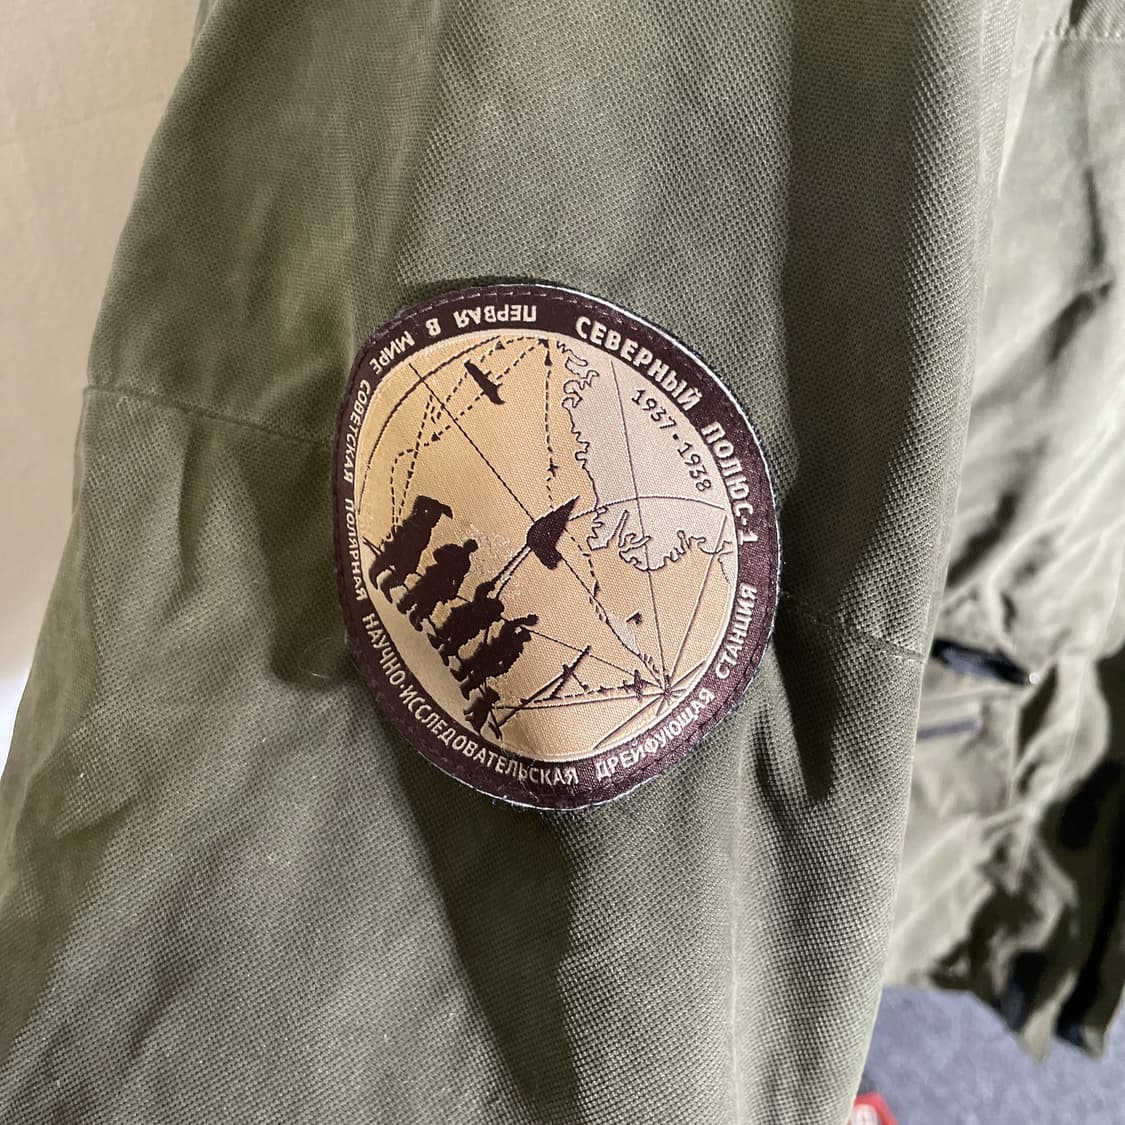 СЕВЕРНЫЙ ПОЛЮС-1
1937-1938
ПЕРВАЯ В МИРЕ СОВЕТСКАЯ ПОЛЯРНАЯ НАУЧНО-ИССЛЕДОВАТЕЛЬСКАЯ ДРЕЙФУЮЩАЯ СТАНЦИЯ